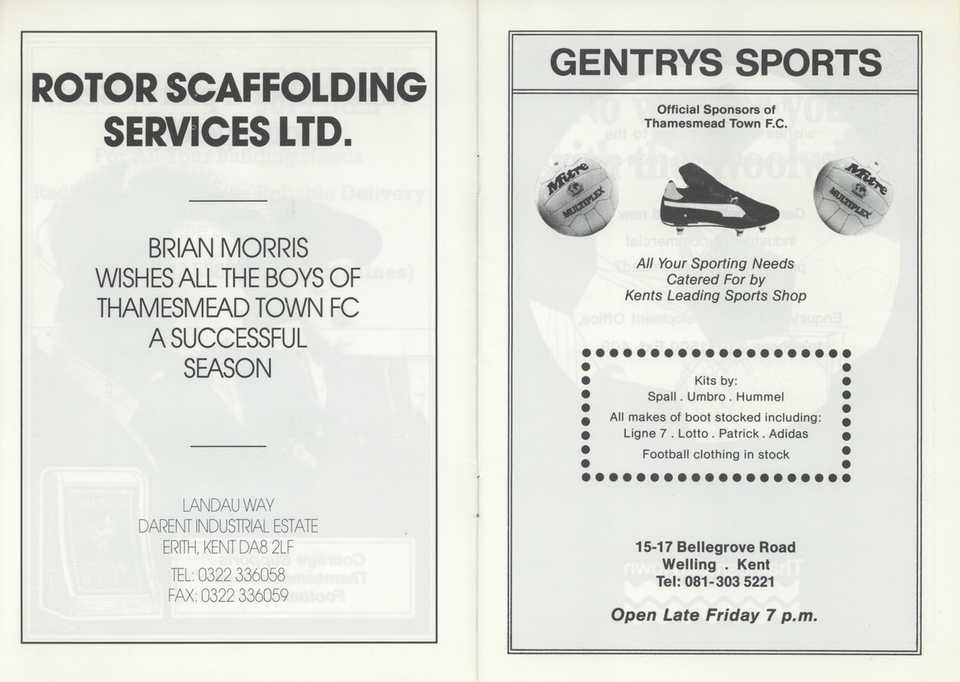 ROTOR SCAFFOLDING
SERVICES LTD.
BRIAN MORRIS
WISHES ALL THE BOYS OF
THAMESMEAD TOWN FC
A SUCCESSFUL
SEASON
LANDAU WAY
DARENT INDUSTRIAL ESTATE
ERITH, KENT DA8 2LF
TEL: 0322 336058
FAX: 0322 336059
GENTRYS SPORTS
Official Sponsors of
Thamesmead Town F.C.
Mitre
MULTIPLEX
Mitre
MULTIPLEX
All Your Sporting Needs
Catered For by
Kents Leading Sports Shop
Kits by:
Spall . Umbro . Hummel
All makes of boot stocked including:
Ligne 7 . Lotto . Patrick . Adidas
Football clothing in stock
15-17 Bellegrove Road
Welling . Kent
Tel: 081-303 5221
Open Late Friday 7 p.m.